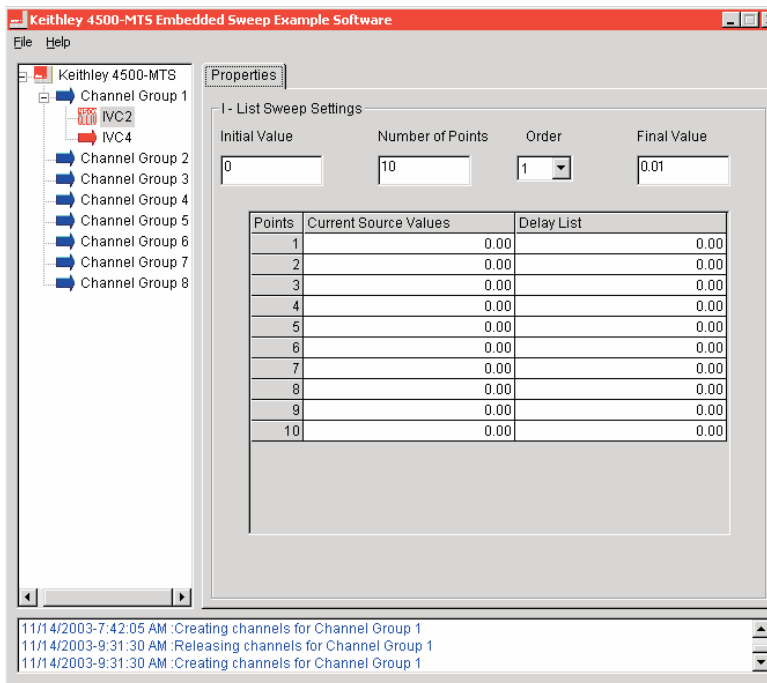 Keithley 4500-MTS Embedded Sweep Example Software
File Help
Keithley 4500-MTS
Channel Group 1
IVC2
IVC4
Channel Group 2
Channel Group 3
Channel Group 4
Channel Group 5
Channel Group 6
Channel Group 7
Channel Group 8
Properties
I - List Sweep Settings
Initial Value Number of Points Order Final Value
0 10 1 0.01
Points Current Source Values Delay List
1 0.00 0.00
2 0.00 0.00
3 0.00 0.00
4 0.00 0.00
5 0.00 0.00
6 0.00 0.00
7 0.00 0.00
8 0.00 0.00
9 0.00 0.00
10 0.00 0.00
11/14/2003-7:42:05 AM :Creating channels for Channel Group 1
11/14/2003-9:31:30 AM :Releasing channels for Channel Group 1
11/14/2003-9:31:30 AM :Creating channels for Channel Group 1